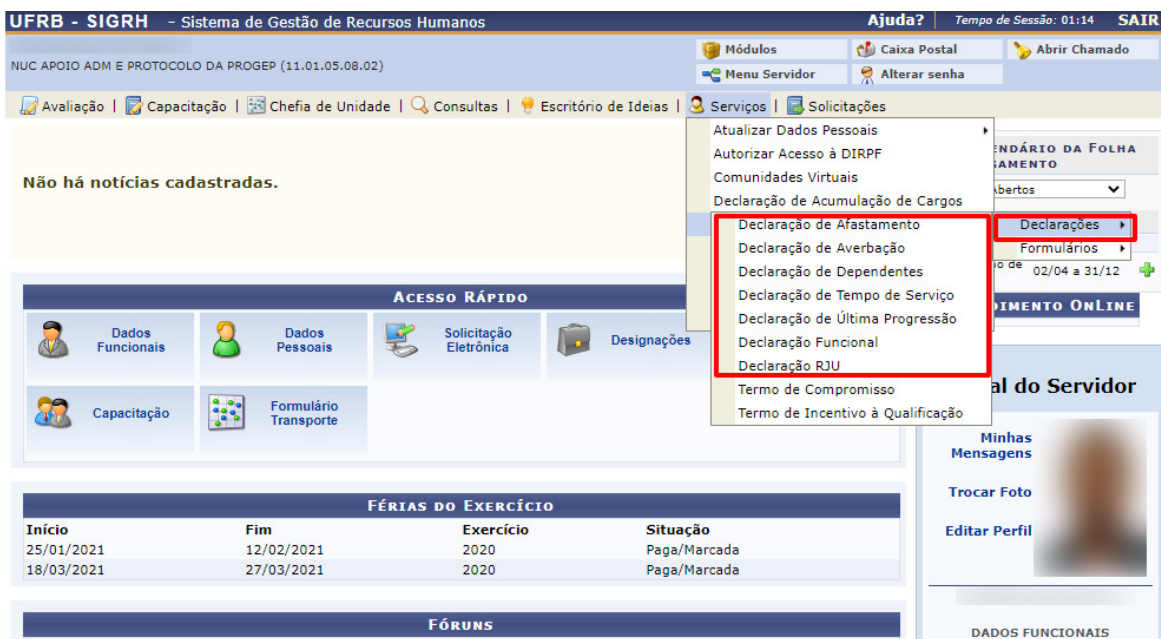 UFRB - SIGRH - Sistema de Gestão de Recursos Humanos
Ajuda? Tempo de Sessão: 01:14 SAIR
NUC APOIO ADM E PROTOCOLO DA PROGEP (11.01.05.08.02)
Módulos Caixa Postal Abrir Chamado
Menu Servidor Alterar senha
Avaliação | Capacitação | Chefia de Unidade | Consultas | Escritório de Ideias | Serviços | Solicitações
Não há notícias cadastradas.
Atualizar Dados Pessoais
Autorizar Acesso à DIRPF
Comunidades Virtuais
Declaração de Acumulação de Cargos
Declaração de Afastamento
Declaração de Averbação
Declaração de Dependentes
Declaração de Tempo de Serviço
Declaração de Última Progressão
Declaração Funcional
Declaração RJU
Termo de Compromisso
Termo de Incentivo à Qualificação
Declarações
Formulários
NDÁRIO DA FOLHA
AMENTO
Abertos
de 02/04 a 31/12
DIMENTO ONLINE
ACESSO RÁPIDO
Dados
Funcionais
Dados
Pessoais
Solicitação
Eletrônica
Designações
Capacitação
Formulário
Transporte
al do Servidor
Minhas
Mensagens
Trocar Foto
Editar Perfil
FÉRIAS DO EXERCÍCIO
Início Fim Exercício Situação
25/01/2021 12/02/2021 2020 Paga/Marcada
18/03/2021 27/03/2021 2020 Paga/Marcada
FÓRUNS
DADOS FUNCIONAIS